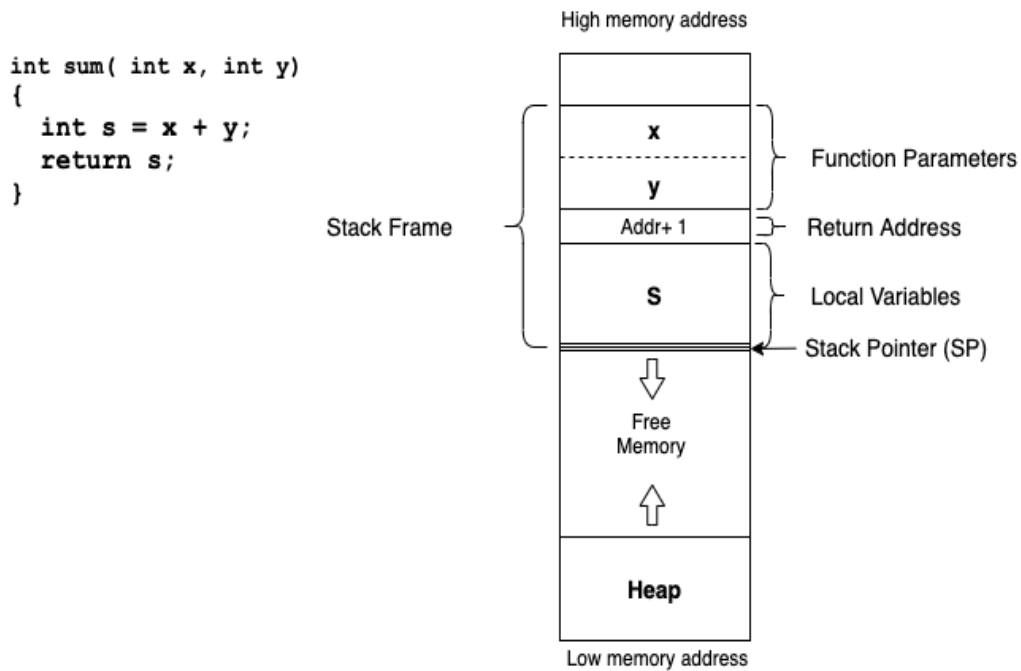 High memory address
int sum( int x, int y)
{
int s = x + y;
return s;
}
x
y
Function Parameters
Stack Frame
Addr+ 1
Return Address
S
Local Variables
Stack Pointer (SP)
Free
Memory
Heap
Low memory address